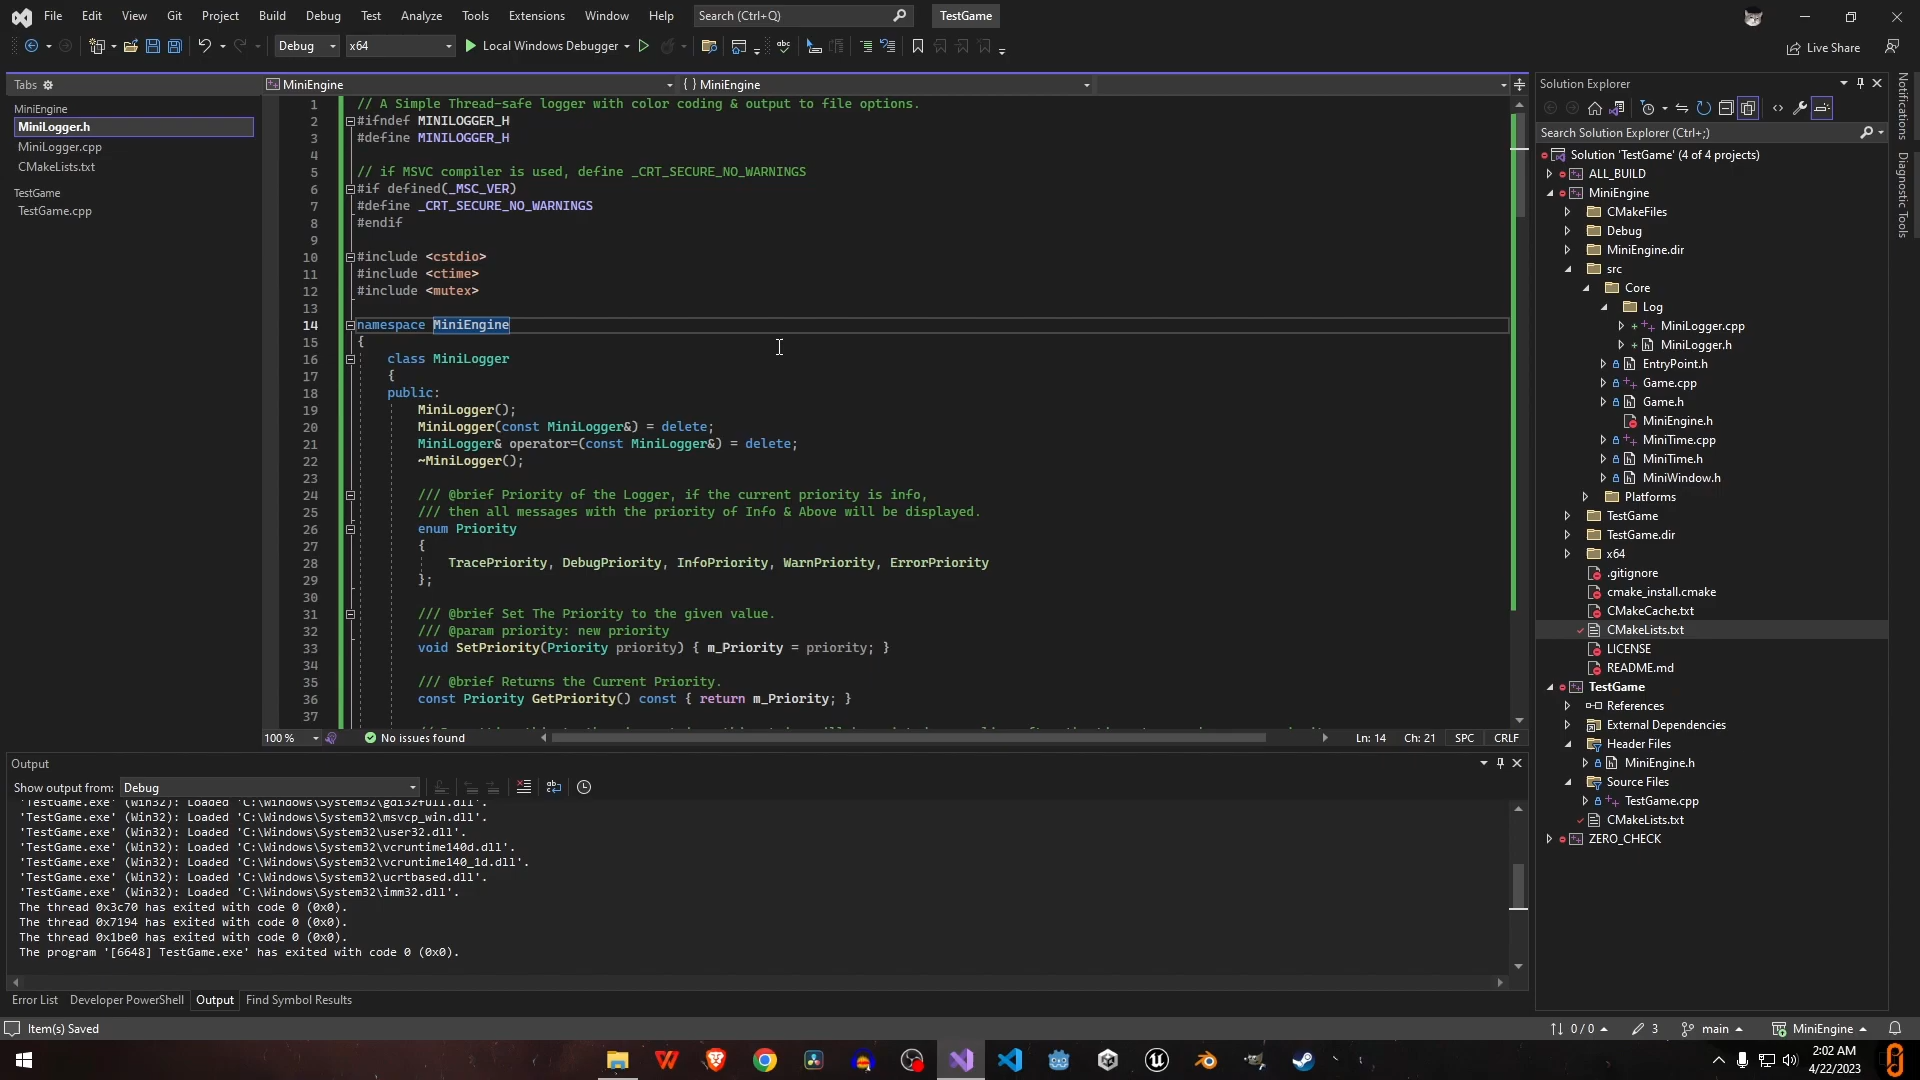 File Edit View Git Project Build Debug Test Analyze Tools Extensions Window Help Search (Ctrl+Q) TestGame
Debug x64 Local Windows Debugger Live Share
Tabs
MiniEngine
MiniLogger.h
MiniLogger.cpp
CMakeLists.txt
TestGame
TestGame.cpp
MiniEngine { } MiniEngine
1 // A Simple Thread-safe logger with color coding & output to file options.
2 #ifndef MINILOGGER_H
3 #define MINILOGGER_H
4
5 // if MSVC compiler is used, define _CRT_SECURE_NO_WARNINGS
6 #if defined(_MSC_VER)
7 #define _CRT_SECURE_NO_WARNINGS
8 #endif
9
10 #include <cstdio>
11 #include <ctime>
12 #include <mutex>
13
14 namespace MiniEngine
15 {
16 class MiniLogger
17 {
18 public:
19 MiniLogger();
20 MiniLogger(const MiniLogger&) = delete;
21 MiniLogger& operator=(const MiniLogger&) = delete;
22 ~MiniLogger();
23
24 /// @brief Priority of the Logger, if the current priority is info,
25 /// then all messages with the priority of Info & Above will be displayed.
26 enum Priority
27 {
28 TracePriority, DebugPriority, InfoPriority, WarnPriority, ErrorPriority
29 };
30
31 /// @brief Set The Priority to the given value.
32 /// @param priority: new priority
33 void SetPriority(Priority priority) { m_Priority = priority; }
34
35 /// @brief Returns the Current Priority.
36 const Priority GetPriority() const { return m_Priority; }
37
100 % No issues found Ln: 14 Ch: 21 SPC CRLF
Output
Show output from: Debug
'TestGame.exe' (Win32): Loaded 'C:\Windows\System32\gdi32full.dll'.
'TestGame.exe' (Win32): Loaded 'C:\Windows\System32\msvcp_win.dll'.
'TestGame.exe' (Win32): Loaded 'C:\Windows\System32\user32.dll'.
'TestGame.exe' (Win32): Loaded 'C:\Windows\System32\vcruntime140d.dll'.
'TestGame.exe' (Win32): Loaded 'C:\Windows\System32\vcruntime140_1d.dll'.
'TestGame.exe' (Win32): Loaded 'C:\Windows\System32\ucrtbased.dll'.
'TestGame.exe' (Win32): Loaded 'C:\Windows\System32\imm32.dll'.
The thread 0x3c70 has exited with code 0 (0x0).
The thread 0x7194 has exited with code 0 (0x0).
The thread 0x1be0 has exited with code 0 (0x0).
The program '[6648] TestGame.exe' has exited with code 0 (0x0).
Error List Developer PowerShell Output Find Symbol Results
Solution Explorer
Search Solution Explorer (Ctrl+;)
Solution 'TestGame' (4 of 4 projects)
ALL_BUILD
MiniEngine
CMakeFiles
Debug
MiniEngine.dir
src
Core
Log
MiniLogger.cpp
MiniLogger.h
EntryPoint.h
Game.cpp
Game.h
MiniEngine.h
MiniTime.cpp
MiniTime.h
MiniWindow.h
Platforms
TestGame
TestGame.dir
x64
.gitignore
cmake_install.cmake
CMakeCache.txt
CMakeLists.txt
LICENSE
README.md
TestGame
References
External Dependencies
Header Files
MiniEngine.h
Source Files
TestGame.cpp
CMakeLists.txt
ZERO_CHECK
Notifications
Diagnostic Tools
Item(s) Saved 0 / 0 3 main MiniEngine
2:02 AM
4/22/2023